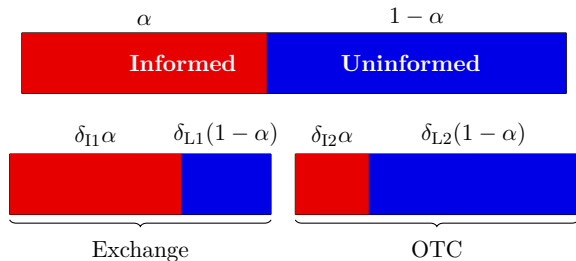 α 1 − α
Informed Uninformed
δI1α δL1(1 − α) δI2α δL2(1 − α)
Exchange OTC